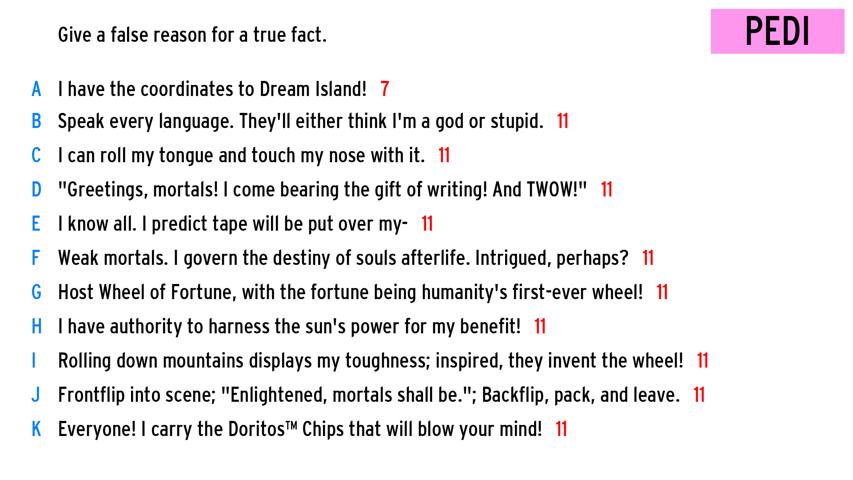 Give a false reason for a true fact.
PEDI
A I have the coordinates to Dream Island! 7
B Speak every language. They'll either think I'm a god or stupid. 11
C I can roll my tongue and touch my nose with it. 11
D "Greetings, mortals! I come bearing the gift of writing! And TWOW!" 11
E I know all. I predict tape will be put over my- 11
F Weak mortals. I govern the destiny of souls afterlife. Intrigued, perhaps? 11
G Host Wheel of Fortune, with the fortune being humanity's first-ever wheel! 11
H I have authority to harness the sun's power for my benefit! 11
I Rolling down mountains displays my toughness; inspired, they invent the wheel! 11
J Frontflip into scene; "Enlightened, mortals shall be."; Backflip, pack, and leave. 11
K Everyone! I carry the Doritos™ Chips that will blow your mind! 11